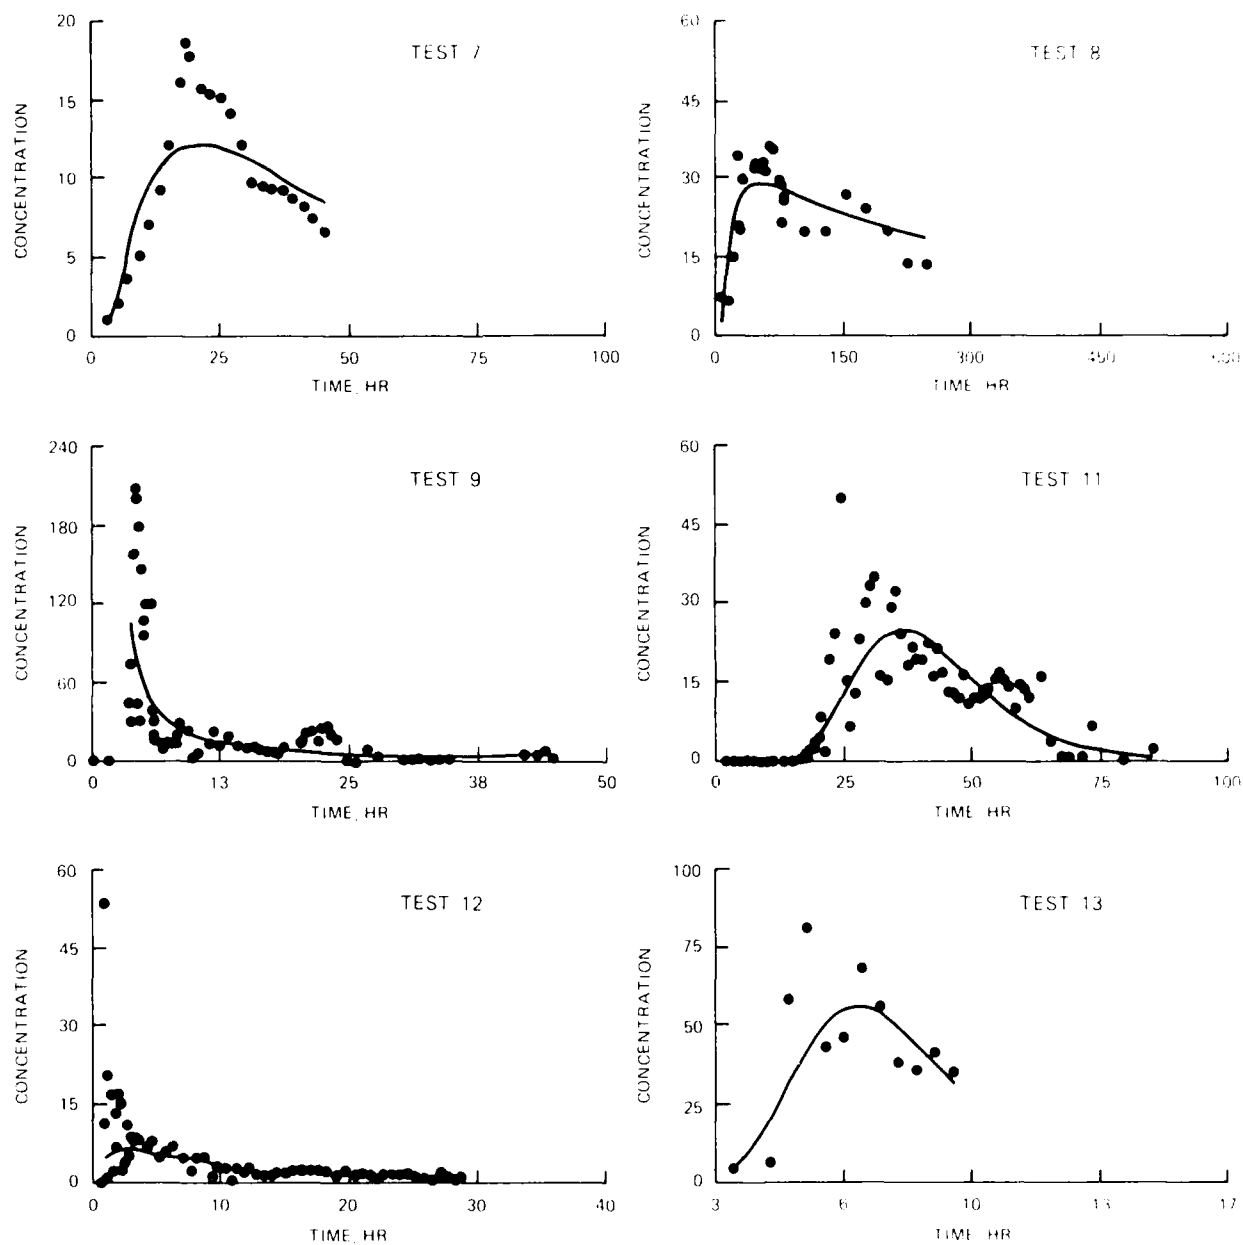 TEST 7
20
15
10
5
0
CONCENTRATION
0 25 50 75 100
TIME, HR
TEST 8
60
45
30
15
0
CONCENTRATION
0 150 300 450
TIME HR
TEST 9
240
180
120
60
0
CONCENTRATION
0 13 25 38 50
TIME, HR
TEST 11
60
45
30
15
0
CONCENTRATION
0 25 50 75 100
TIME HR
TEST 12
60
45
30
15
0
CONCENTRATION
0 10 20 30 40
TIME, HR
TEST 13
100
75
50
25
0
CONCENTRATION
3 6 10 13 17
TIME HR